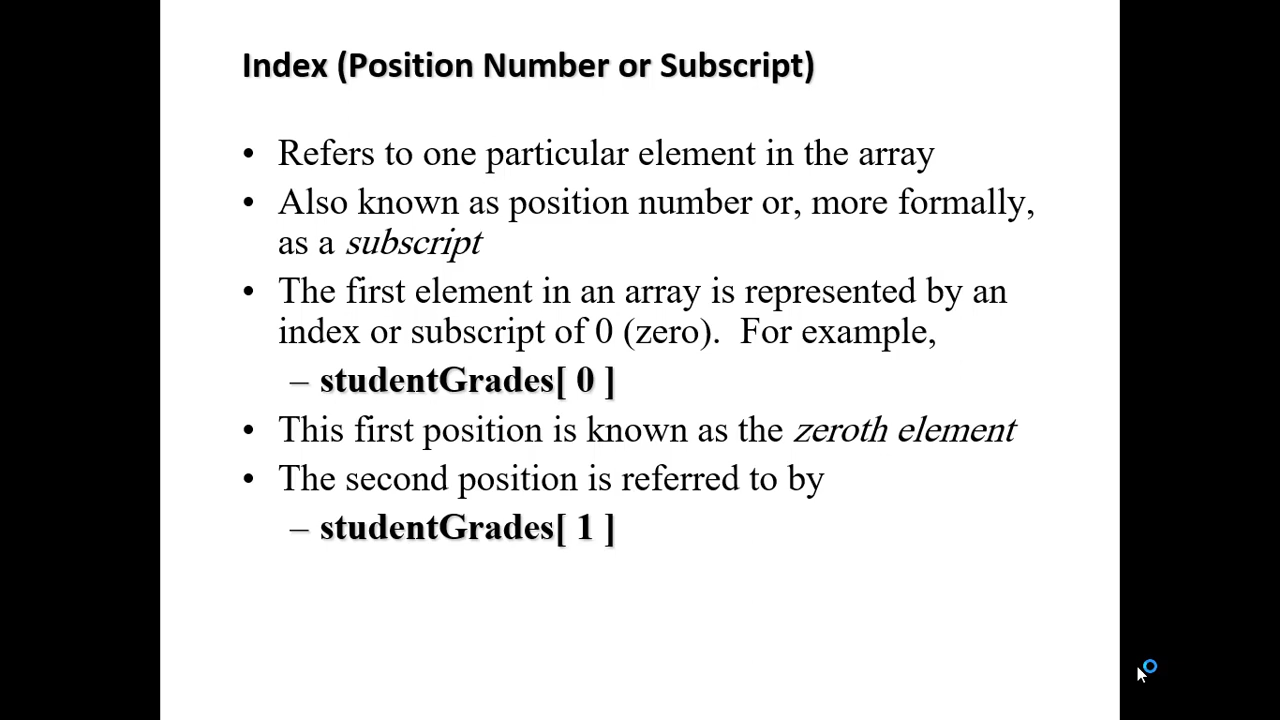 Index (Position Number or Subscript)
• Refers to one particular element in the array
• Also known as position number or, more formally,
as a subscript
• The first element in an array is represented by an
index or subscript of 0 (zero).  For example,
– studentGrades[ 0 ]
• This first position is known as the zeroth element
• The second position is referred to by
– studentGrades[ 1 ]